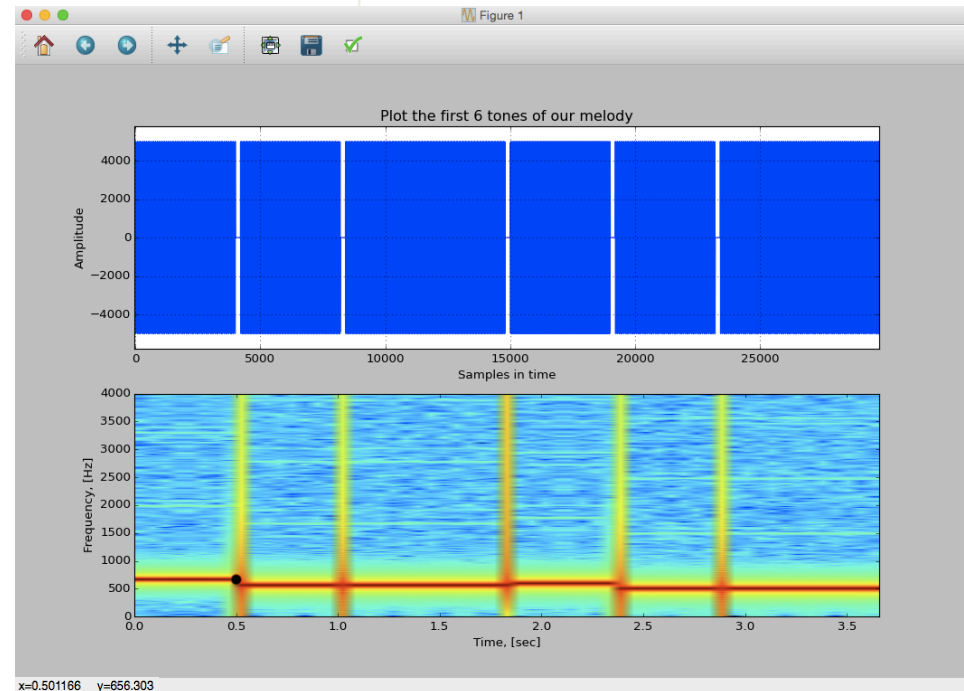 Figure 1
Plot the first 6 tones of our melody
4000
2000
0
−2000
−4000
Amplitude
0 5000 10000 15000 20000 25000
Samples in time
4000
3500
3000
2500
2000
1500
1000
500
0
Frequency, [Hz]
0.0 0.5 1.0 1.5 2.0 2.5 3.0 3.5
Time, [sec]
x=0.501166 y=656.303